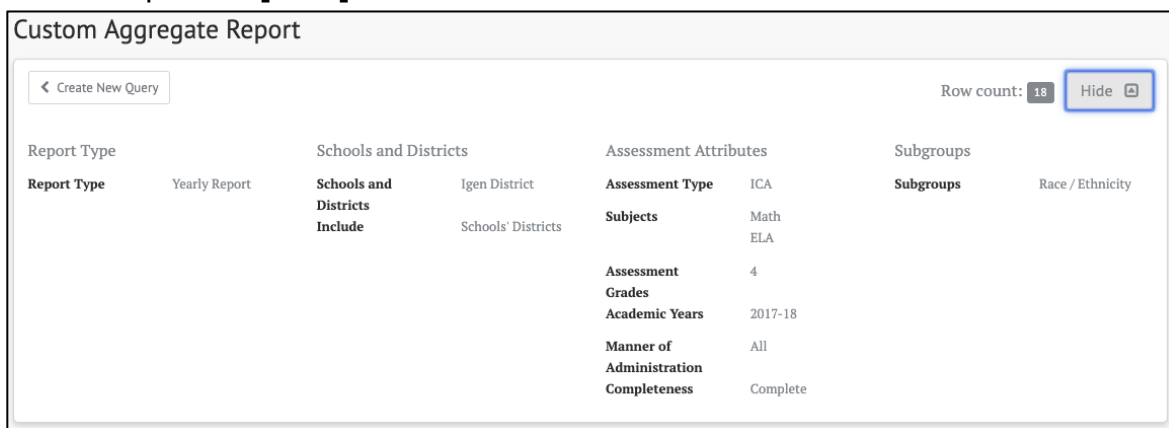 Custom Aggregate Report
Create New Query
Row count: 18 Hide
Report Type
Report Type Yearly Report
Schools and Districts
Schools and Districts Igen District
Include Schools' Districts
Assessment Attributes
Assessment Type ICA
Subjects Math
ELA
Assessment Grades 4
Academic Years 2017-18
Manner of Administration All
Completeness Complete
Subgroups
Subgroups Race / Ethnicity